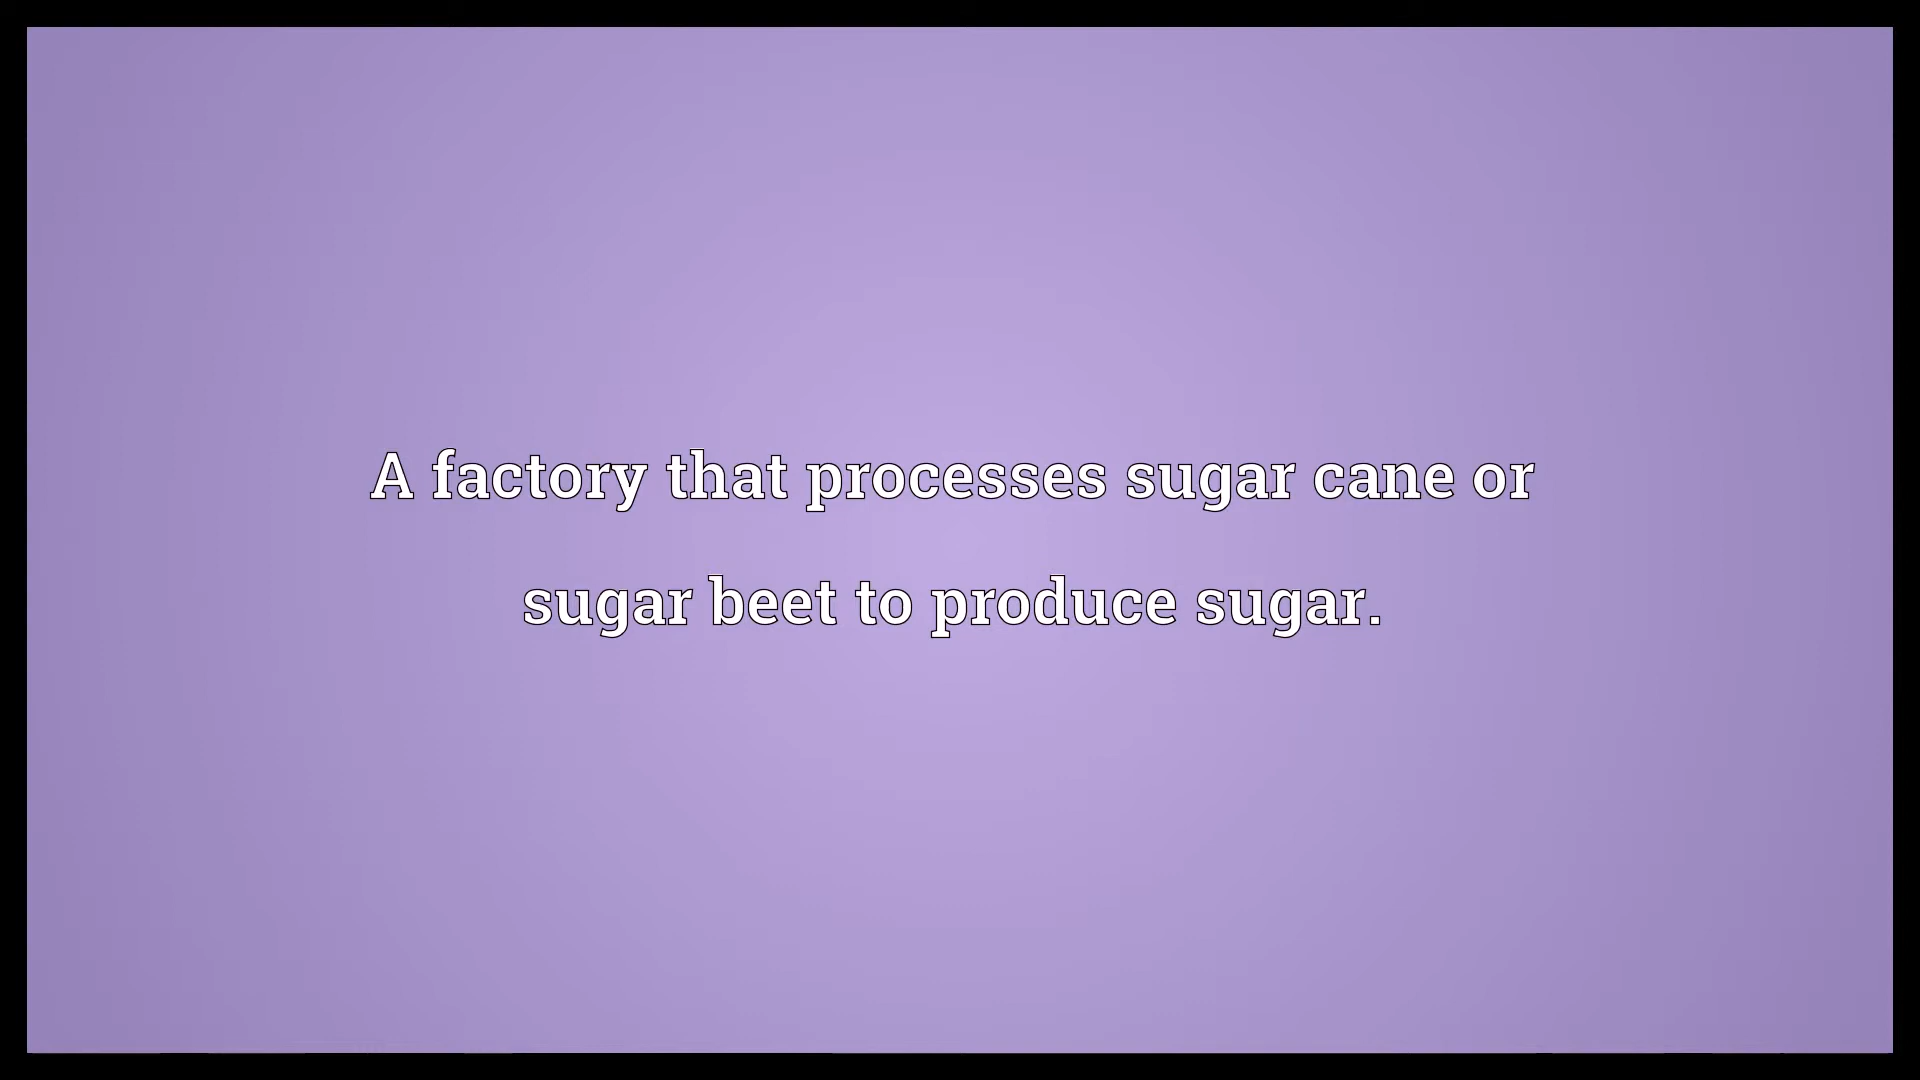 A factory that processes sugar cane or
sugar beet to produce sugar.